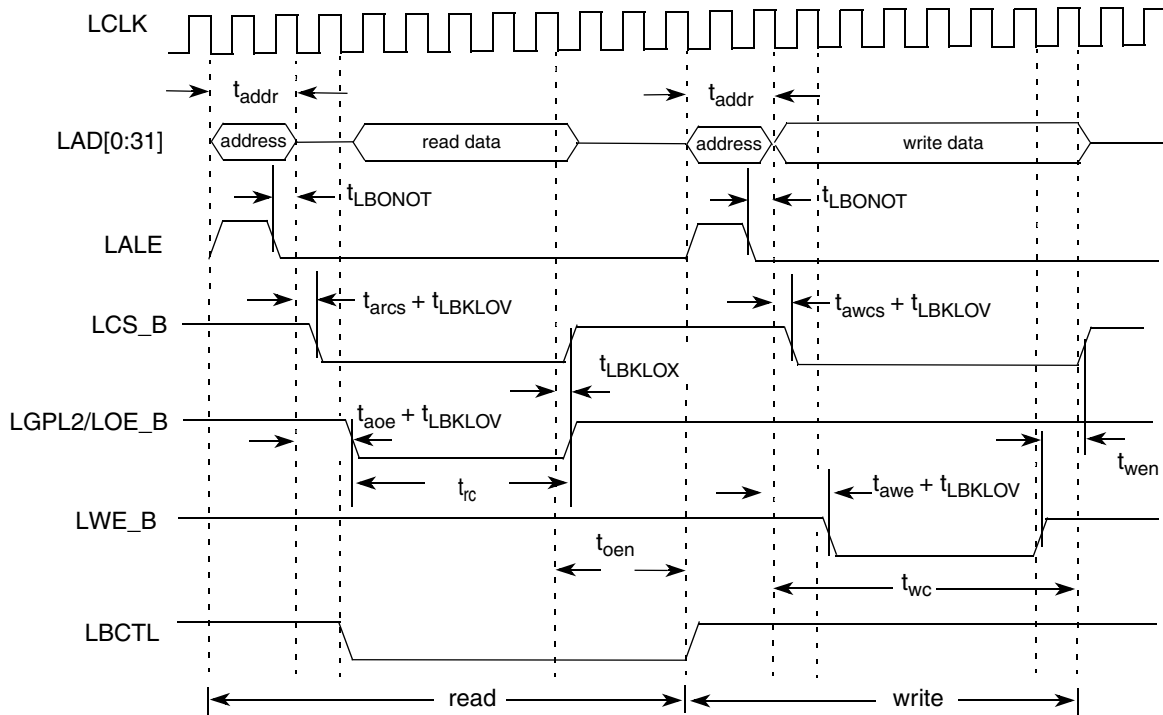 LCLK
taddr taddr
LAD[0:31] address read data address write data
tLBONOT tLBONOT
LALE
tarcs + tLBKLOV tawcs + tLBKLOV
LCS_B
tLBKLOX
taoe + tLBKLOV
LGPL2/LOE_B
twen
trc tawe + tLBKLOV
LWE_B
toen
twc
LBCTL
read write